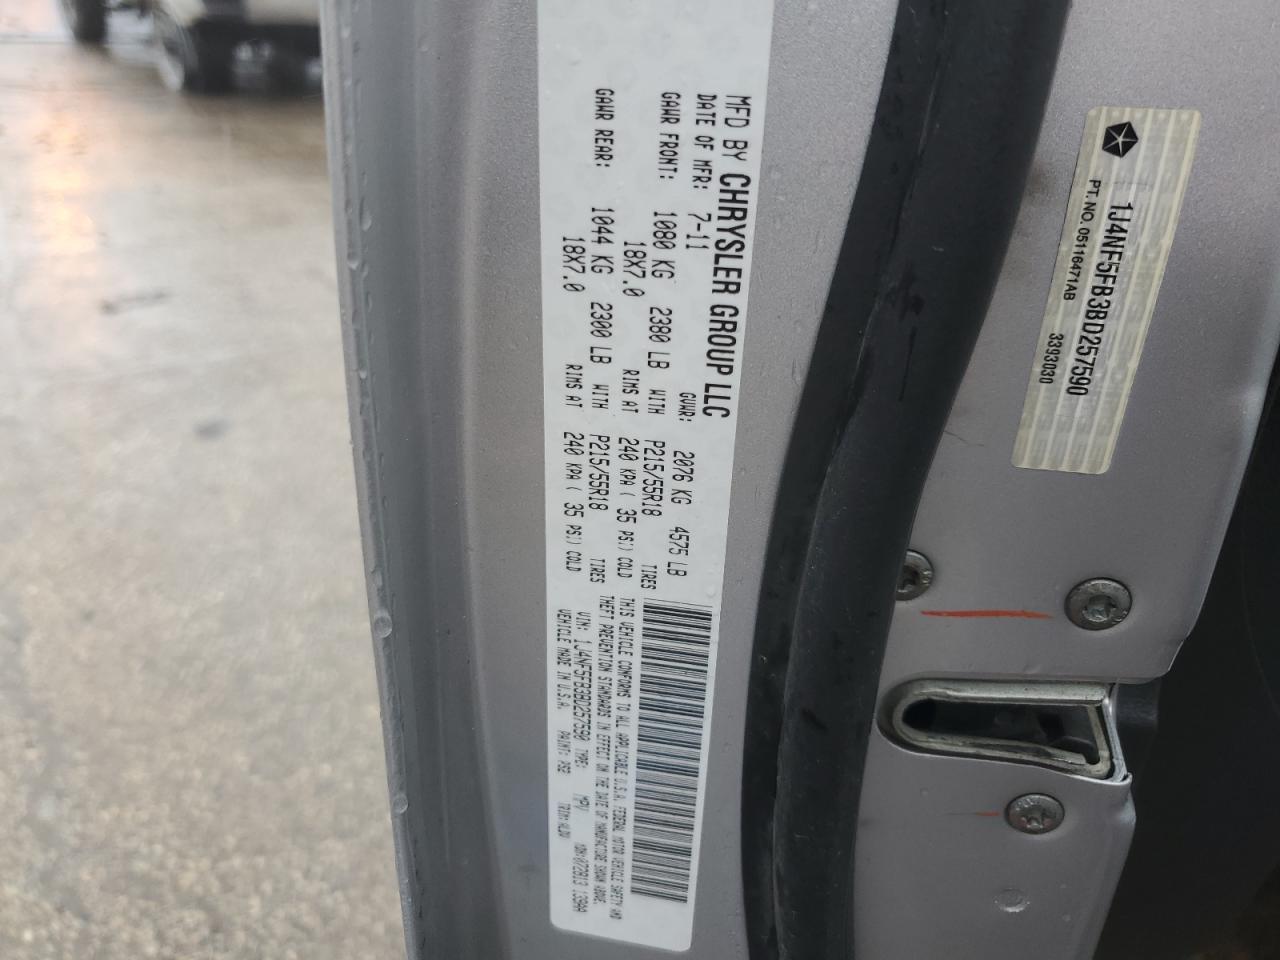 MFD BY CHRYSLER GROUP LLC
DATE OF MFR: 7-11 GVWR: 2076 KG 4575 LB
GAWR FRONT: 1080 KG 2380 LB WITH P215/55R18 TIRES
18X7.0 RIMS AT 240 KPA ( 35 PSI) COLD
GAWR REAR: 1044 KG 2300 LB WITH P215/55R18 TIRES
18X7.0 RIMS AT 240 KPA ( 35 PSI) COLD
THIS VEHICLE CONFORMS TO ALL APPLICABLE U.S.A. FEDERAL MOTOR VEHICLE SAFETY AND
THEFT PREVENTION STANDARDS IN EFFECT ON THE DATE OF MANUFACTURE SHOWN ABOVE.
VIN: 1J4NF5FB3BD257590 TYPE: MPV
VEHICLE MADE IN U.S.A. PAINT: PS2 TRIM:
1J4NF5FB3BD257590
PT. NO. 05116471AB 3393030